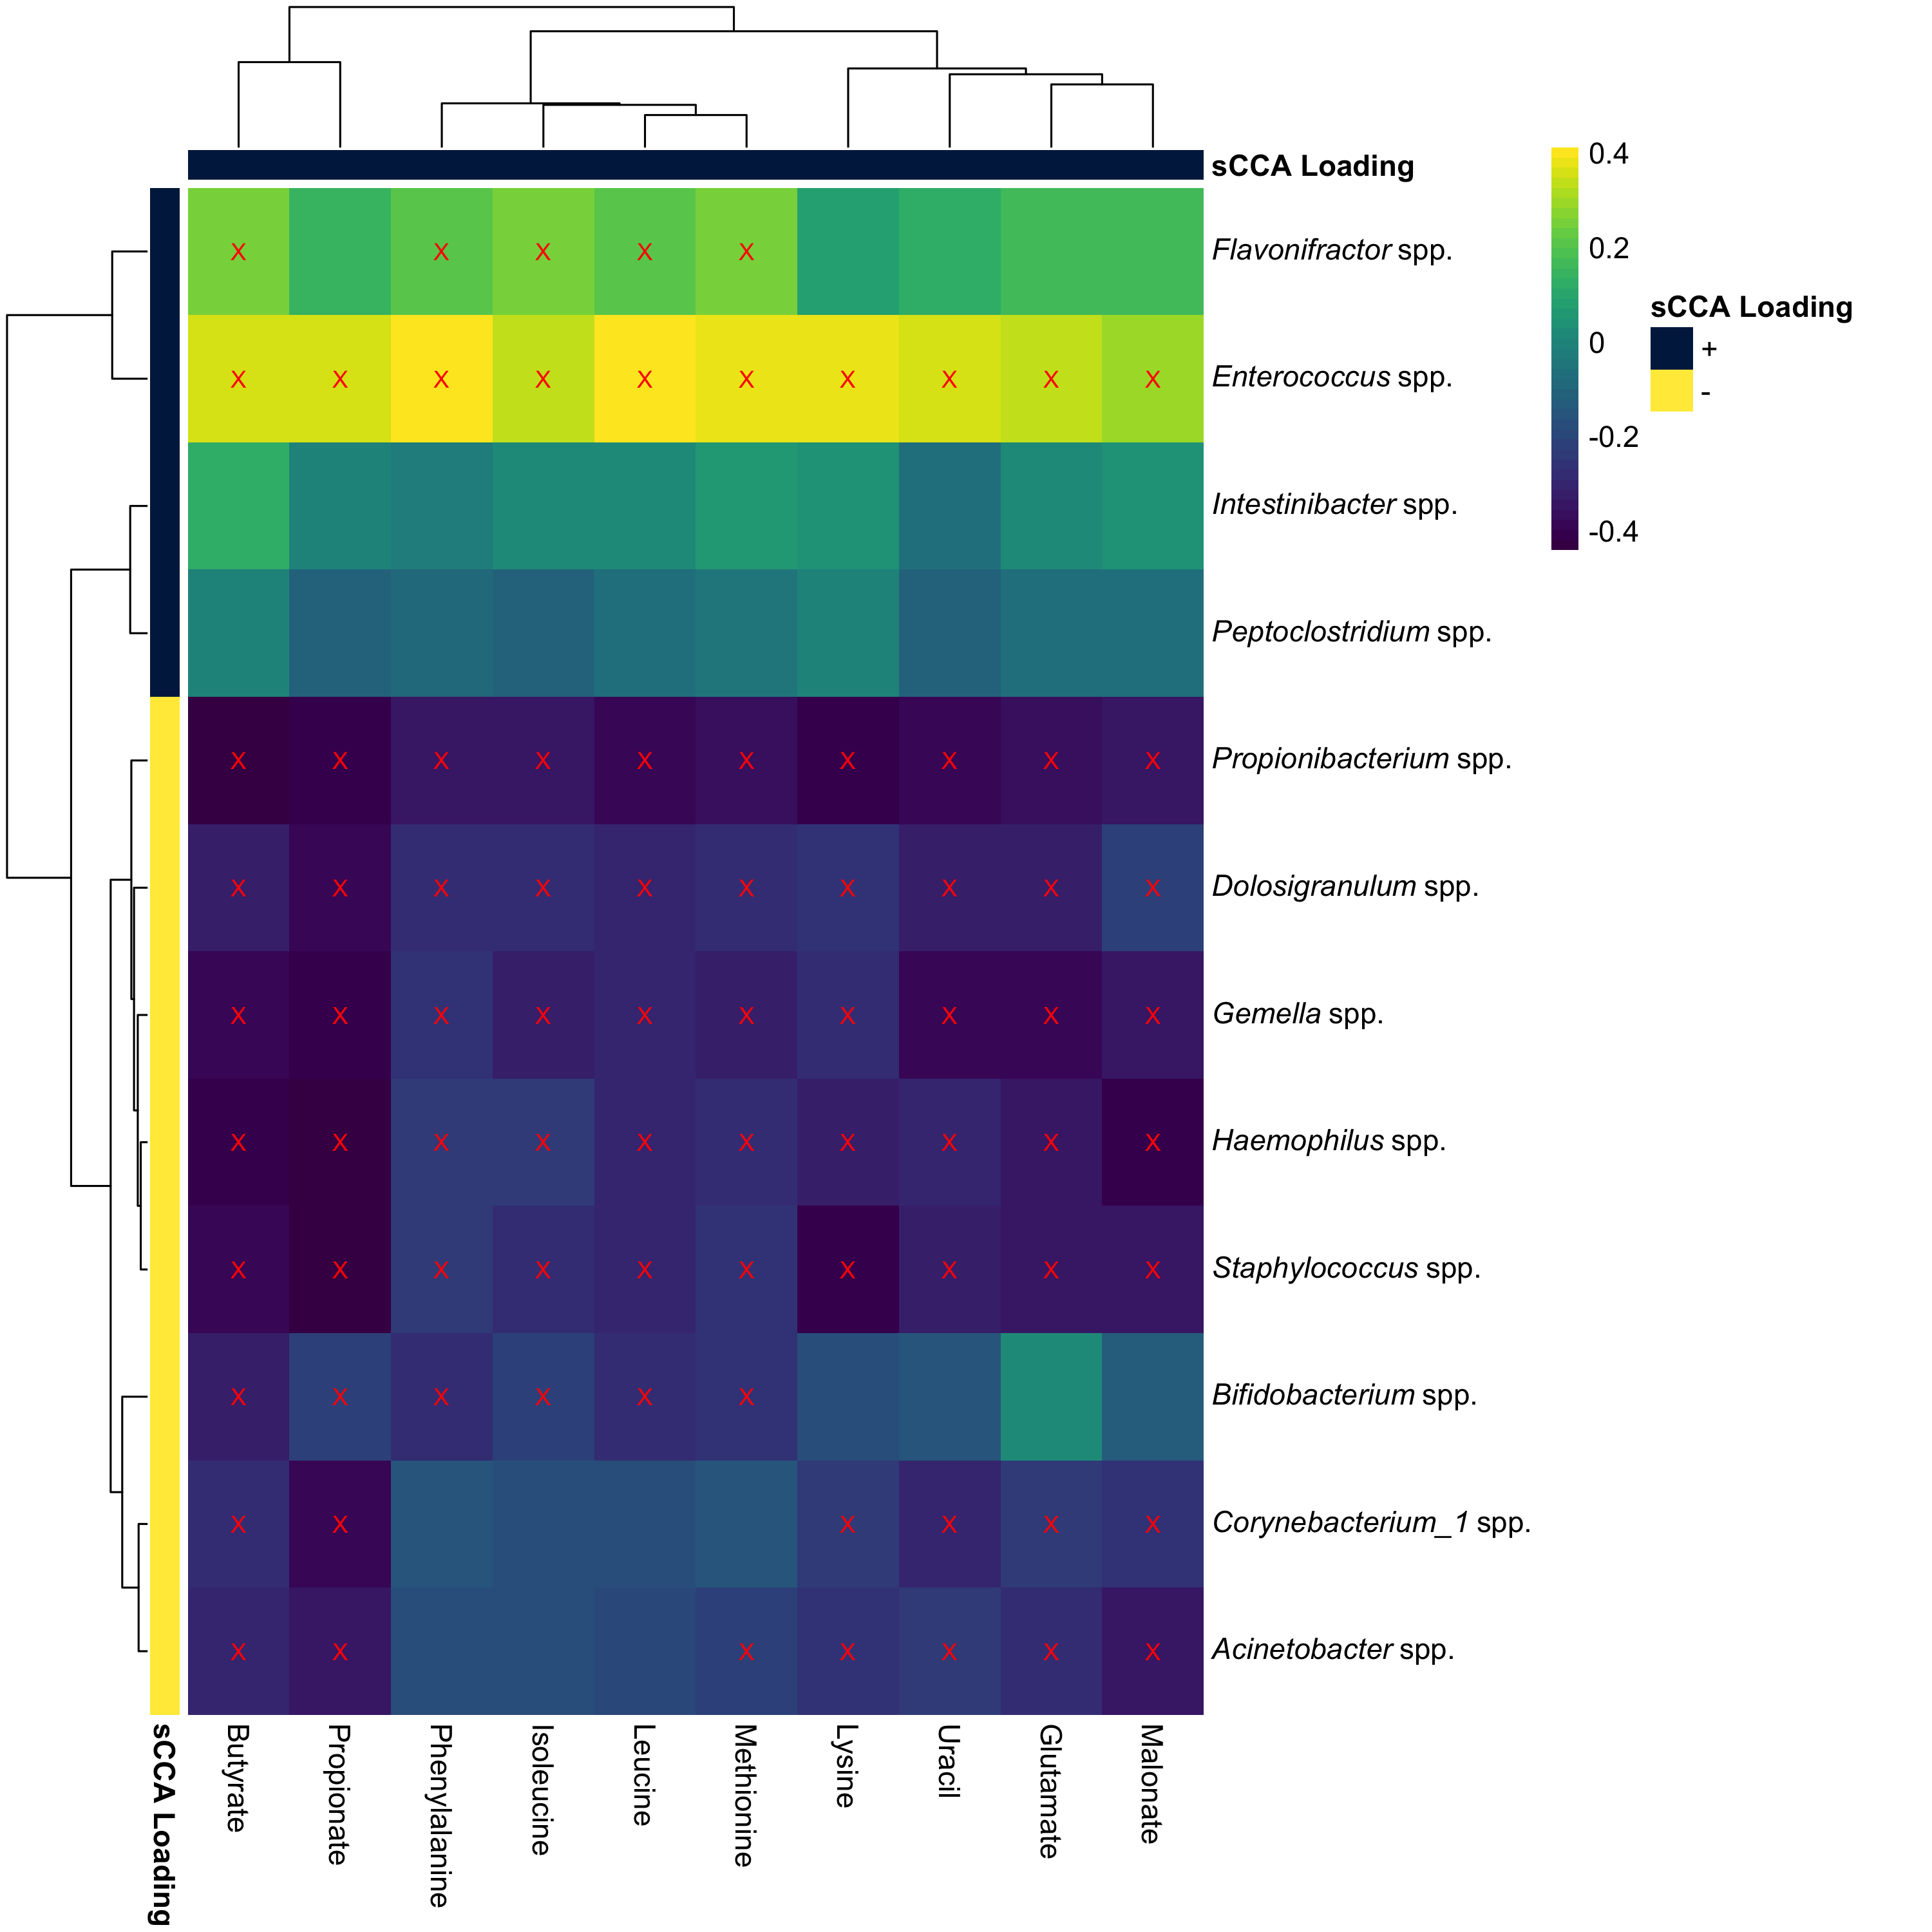 sCCA Loading
X X X X X Flavonifractor spp.
X X X X X X X X X X Enterococcus spp.
Intestinibacter spp.
Peptoclostridium spp.
X X X X X X X X X X Propionibacterium spp.
X X X X X X X X X X Dolosigranulum spp.
X X X X X X X X X X Gemella spp.
X X X X X X X X X X Haemophilus spp.
X X X X X X X X X X Staphylococcus spp.
X X X X X X Bifidobacterium spp.
X X X X X X Corynebacterium_1 spp.
X X X X X X X Acinetobacter spp.
sCCA Loading
Butyrate
Propionate
Phenylalanine
Isoleucine
Leucine
Methionine
Lysine
Uracil
Glutamate
Malonate
0.4
0.2
0
-0.2
-0.4
sCCA Loading
+
-